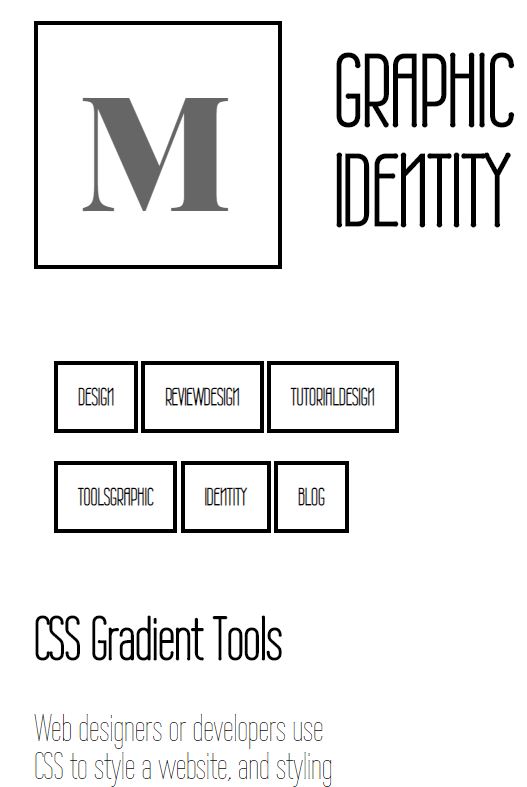 M
GRAPHIC
IDENTITY
DESIGN REVIEWDESIGN TUTORIALDESIGN
TOOLSGRAPHIC IDENTITY BLOG
CSS Gradient Tools
Web designers or developers use
CSS to style a website, and styling